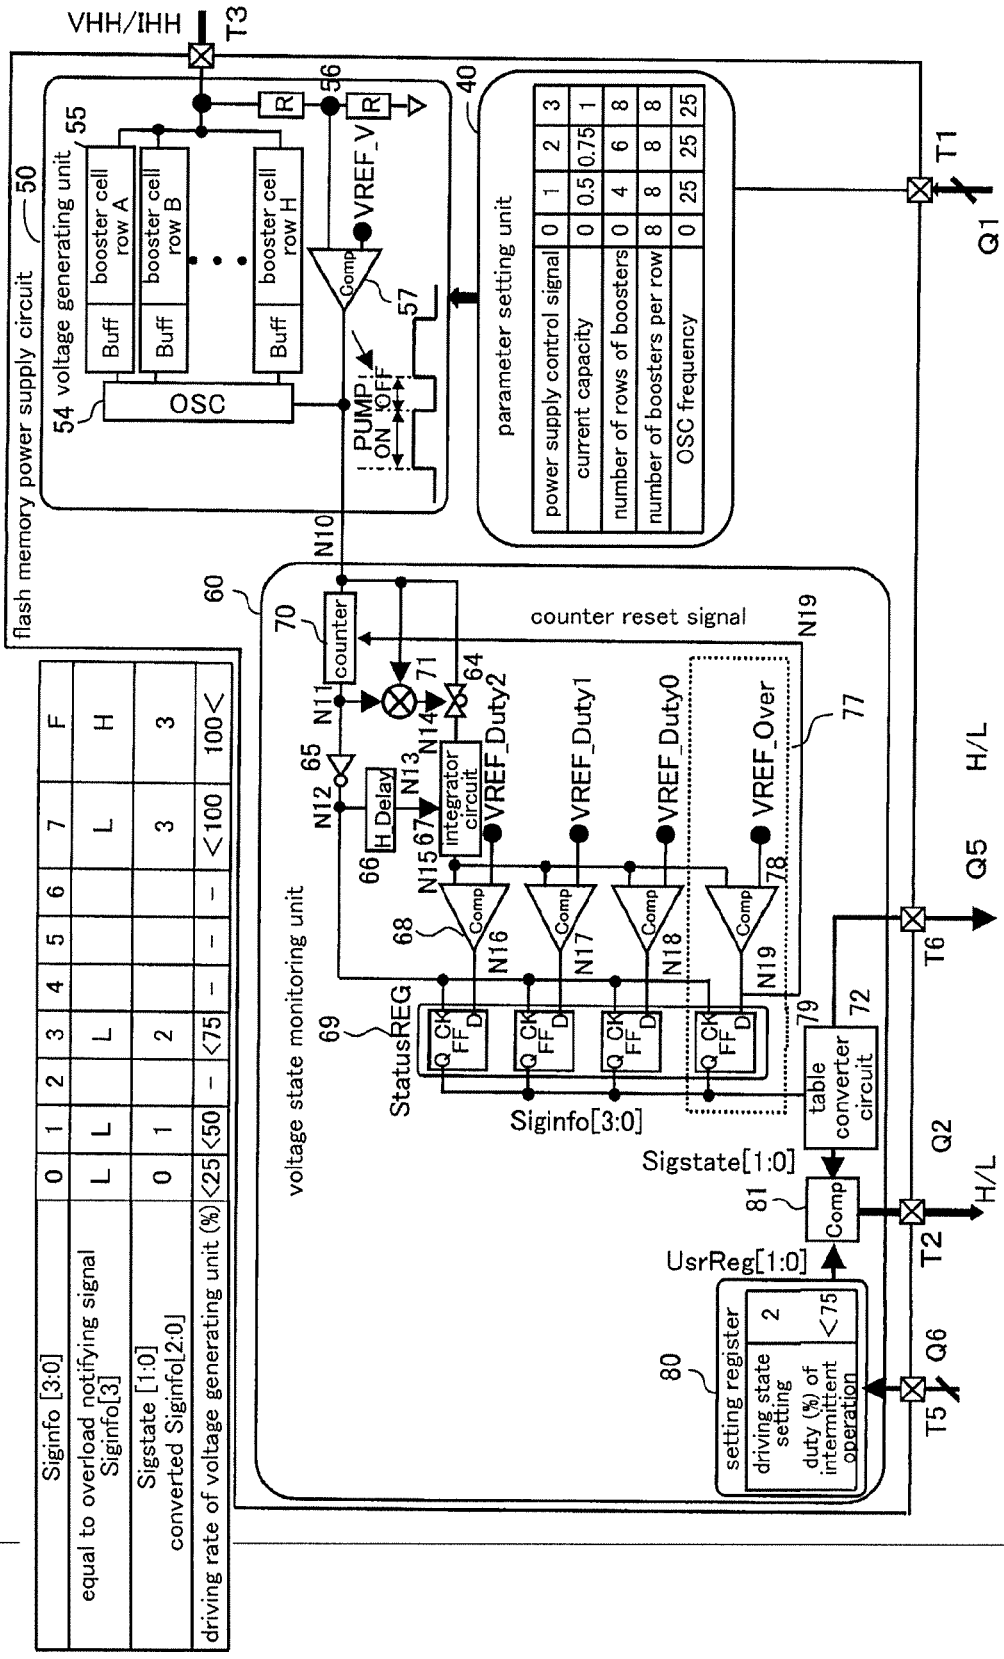 Siginfo [3:0] 0 1 2 3 4 5 6 7 F
equal to overload notifying signal L L L L H
Siginfo[3]
Sigstate [1:0] 0 1 2 3 3
converted Siginfo[2:0]
driving rate of voltage generating unit (%) <25 <50 - <75 - - - <100 100<
flash memory power supply circuit
50
54 voltage generating unit 55
OSC
Buff booster cell row A
Buff booster cell row B
Buff booster cell row H
VHH/IHH
T3
R
56
R
VREF_V
Comp
57
PUMP
ON OFF
N10
40
parameter setting unit
power supply control signal 0 1 2 3
current capacity 0 0.5 0.75 1
number of rows of boosters 0 4 6 8
number of boosters per row 8 8 8 8
OSC frequency 0 25 25 25
T1
Q1
60
voltage state monitoring unit
70
counter
N11
65
N12
71
N14
64
H Delay
66
N13
67
integrator
circuit
N15
counter reset signal
N19
VREF_Duty2
VREF_Duty1
VREF_Duty0
VREF_Over
77
68
Comp
Comp
Comp
Comp
78
N16
N17
N18
N19
StatusREG
69
Q CK
FF
D
Q CK
FF
D
Q CK
FF
D
Q CK
FF
D
Siginfo[3:0]
79
72
table
converter
circuit
Sigstate[1:0]
81
Comp
UsrReg[1:0]
80
setting register
driving state
setting 2
duty (%) of
intermittent
operation <75
T5
Q6
T2
Q2
H/L
T6
Q5
H/L